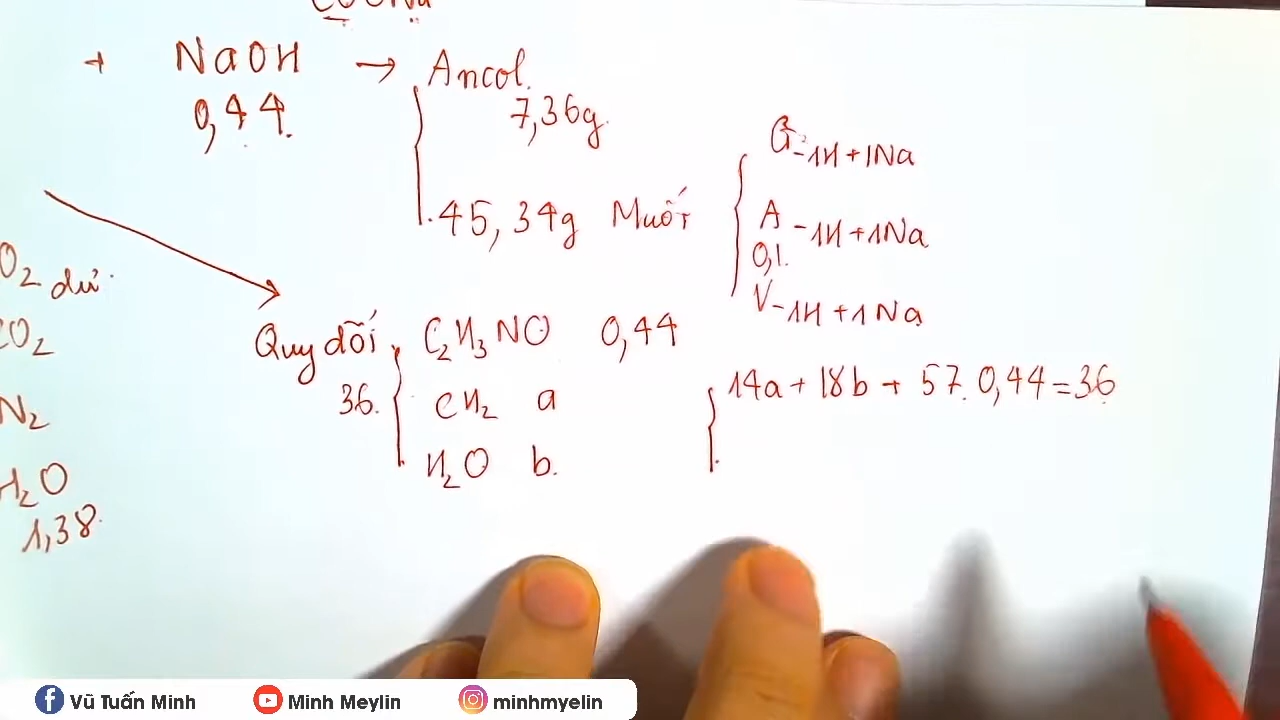 + NaOH → Ancol.
0,44.
7,36g.
45,34g Muối
G -1H + 1Na
A -1H + 1Na
0,1.
V -1H + 1Na
O2 dư
CO2
N2
H2O
1,38.
Quy đổi C2H3NO 0,44
36. CH2 a
H2O b.
14a + 18b + 57.0,44 = 36
Vũ Tuấn Minh Minh Meylin minhmyelin